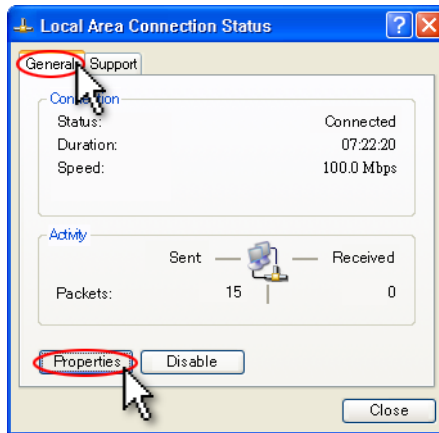 Local Area Connection Status
General Support
Connection
Status: Connected
Duration: 07:22:20
Speed: 100.0 Mbps
Activity
Sent Received
Packets: 15 0
Properties Disable
Close